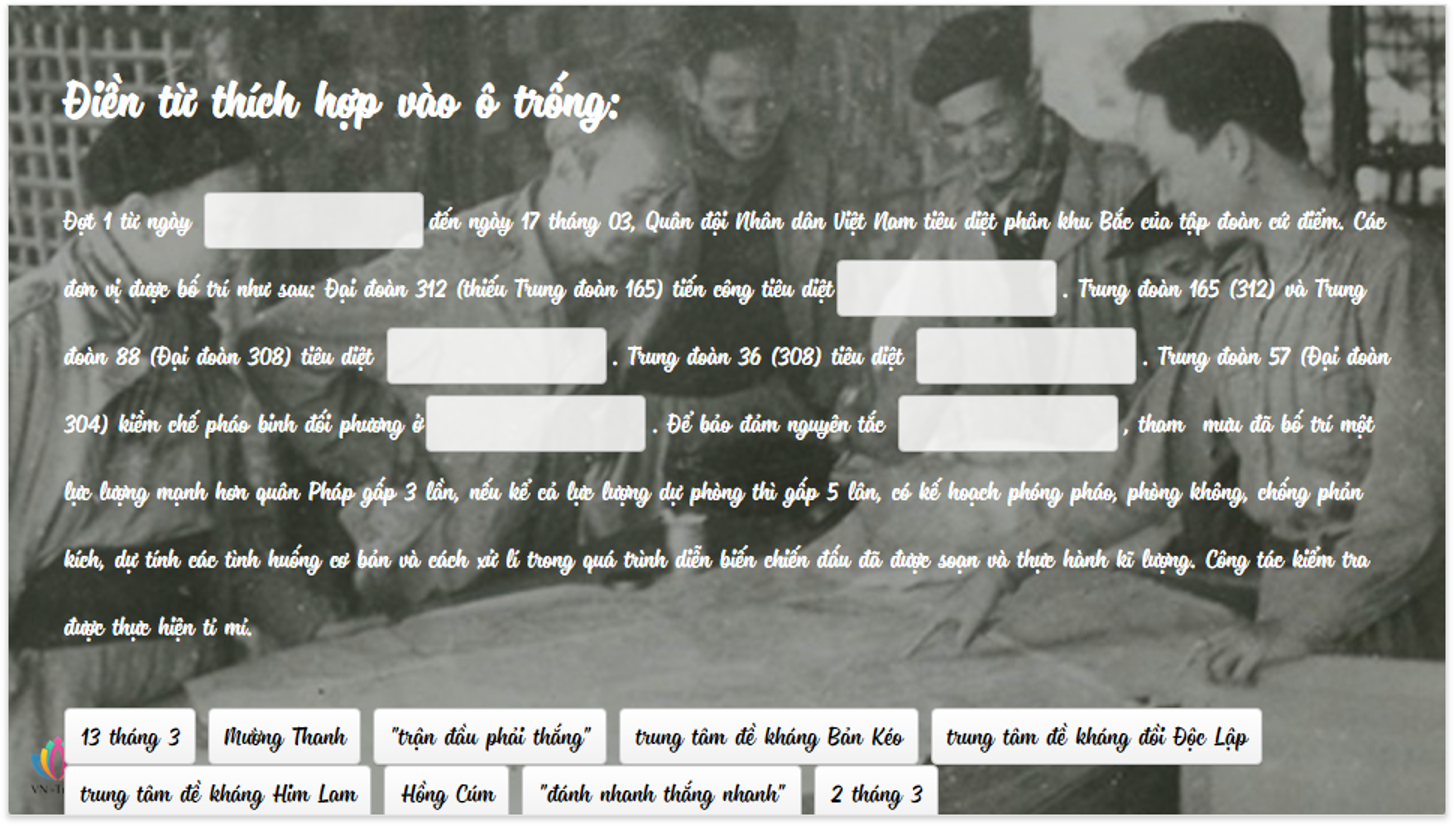 Điền từ thích hợp vào ô trống:
Đợt 1 từ ngày đến ngày 17 tháng 03, Quân đội Nhân dân Việt Nam tiêu diệt phân khu Bắc của tập đoàn cứ điểm. Các
đơn vị được bố trí như sau: Đại đoàn 312 (thiếu Trung đoàn 165) tiến công tiêu diệt . Trung đoàn 165 (312) và Trung
đoàn 88 (Đại đoàn 308) tiêu diệt . Trung đoàn 36 (308) tiêu diệt . Trung đoàn 57 (Đại đoàn
304) kiềm chế pháo binh đối phương ở . Để bảo đảm nguyên tắc , tham mưu đã bố trí một
lực lượng mạnh hơn quân Pháp gấp 3 lần, nếu kể cả lực lượng dự phòng thì gấp 5 lân, có kế hoạch phóng pháo, phòng không, chống phản
kích, dự tính các tình huống cơ bản và cách xử lí trong quá trình diễn biến chiến đấu đã được soạn và thực hành kĩ lượng. Công tác kiểm tra
được thực hiện tỉ mỉ.
13 tháng 3 Mường Thanh "trận đầu phải thắng" trung tâm đề kháng Bản Kéo trung tâm đề kháng đồi Độc Lập
trung tâm đề kháng Him Lam Hồng Cúm "đánh nhanh thắng nhanh" 2 tháng 3